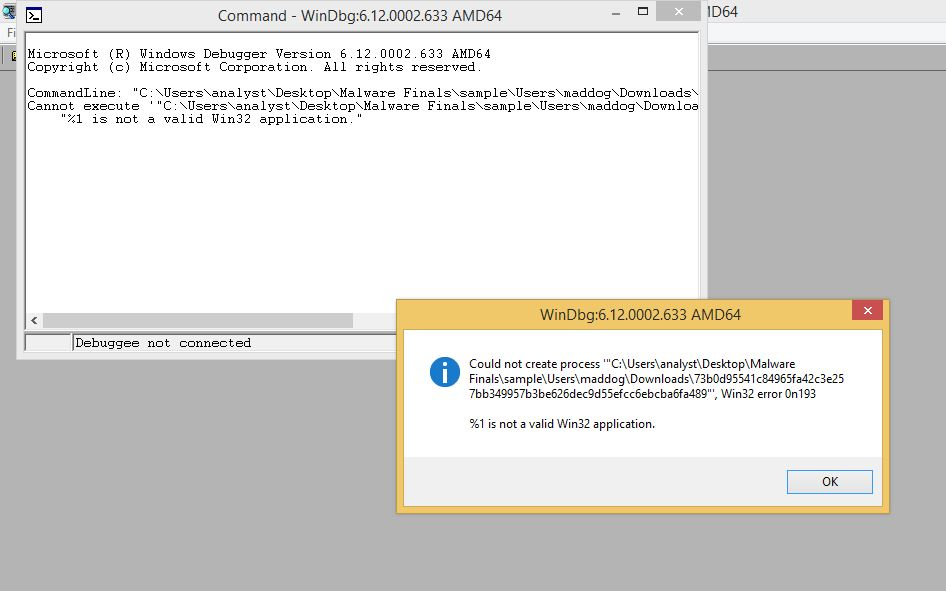 Command - WinDbg:6.12.0002.633 AMD64
MD64
Fi
Microsoft (R) Windows Debugger Version 6.12.0002.633 AMD64
Copyright (c) Microsoft Corporation. All rights reserved.
CommandLine: "C:\Users\analyst\Desktop\Malware Finals\sample\Users\maddog\Downloads\
Cannot execute '"C:\Users\analyst\Desktop\Malware Finals\sample\Users\maddog\Downloa
"%1 is not a valid Win32 application."
Debuggee not connected
WinDbg:6.12.0002.633 AMD64
Could not create process '"C:\Users\analyst\Desktop\Malware
Finals\sample\Users\maddog\Downloads\73b0d95541c84965fa42c3e25
7bb349957b3be626dec9d55efcc6ebcba6fa489"', Win32 error 0n193
%1 is not a valid Win32 application.
OK